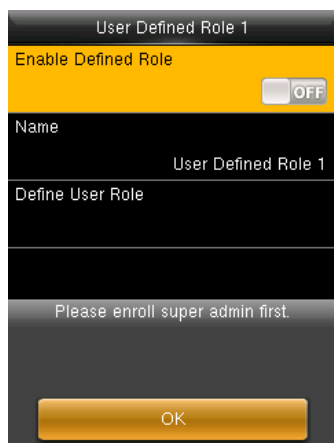 User Defined Role 1
Enable Defined Role
OFF
Name
User Defined Role 1
Define User Role
Please enroll super admin first.
OK